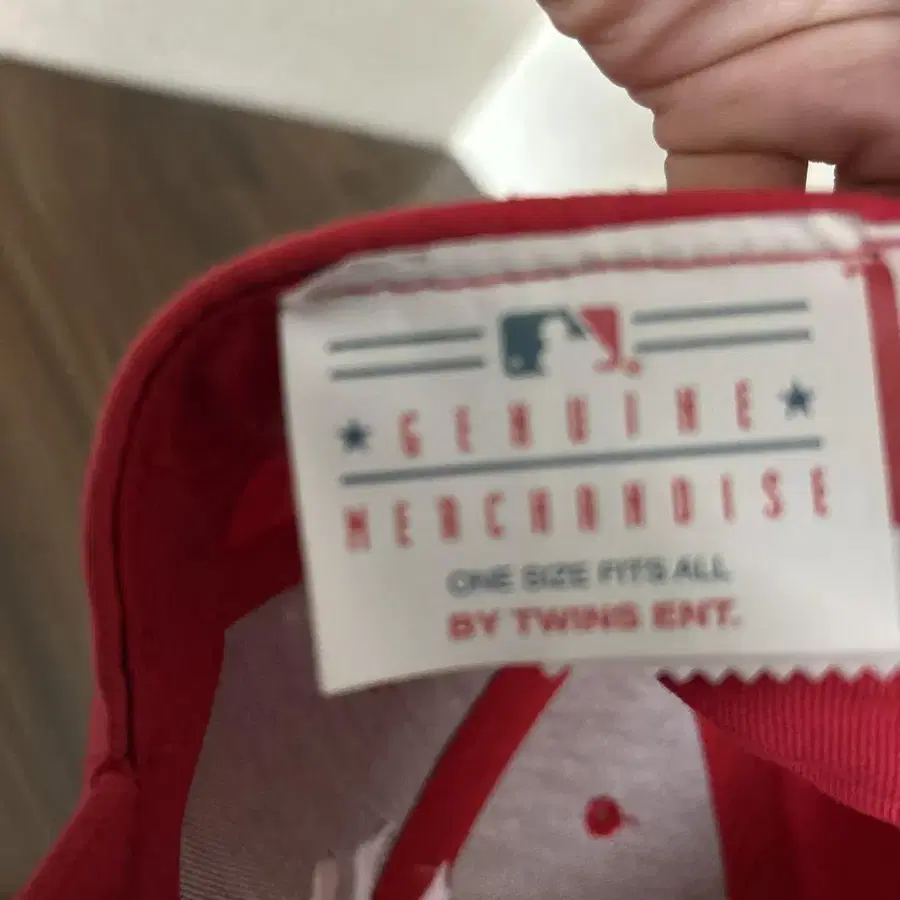 GENUINE
MERCHANDISE
ONE SIZE FITS ALL
BY TWINS ENT.